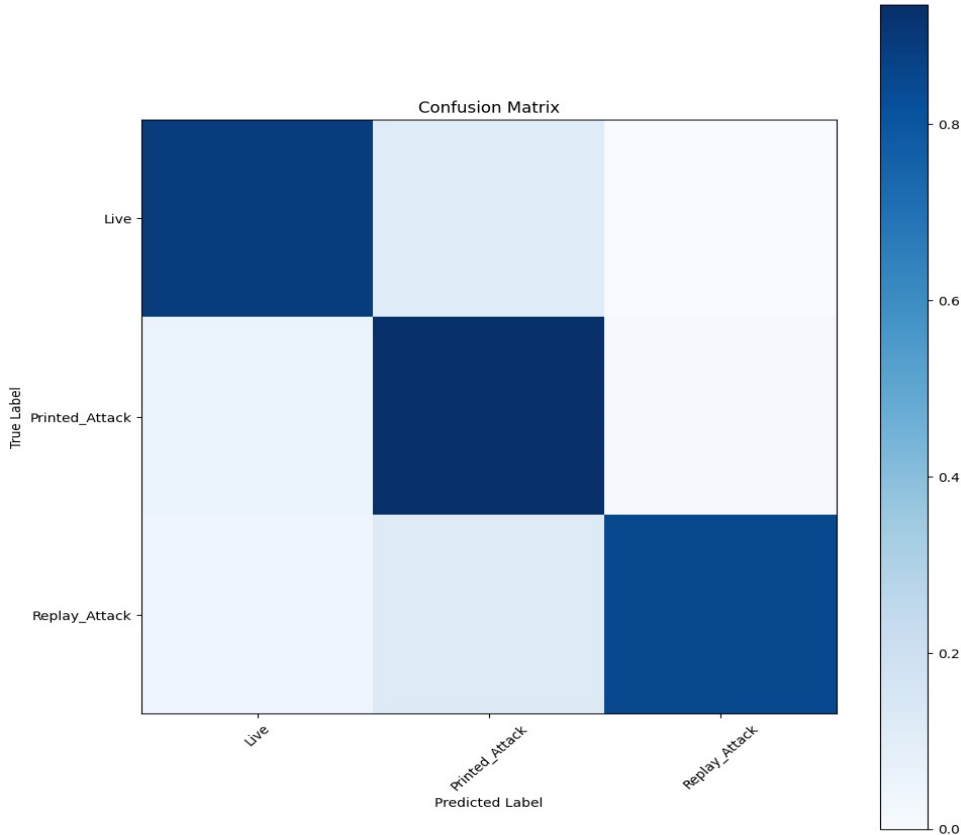 Confusion Matrix
True Label
Live
Printed_Attack
Replay_Attack
Live
Printed_Attack
Replay_Attack
Predicted Label
0.8
0.6
0.4
0.2
0.0